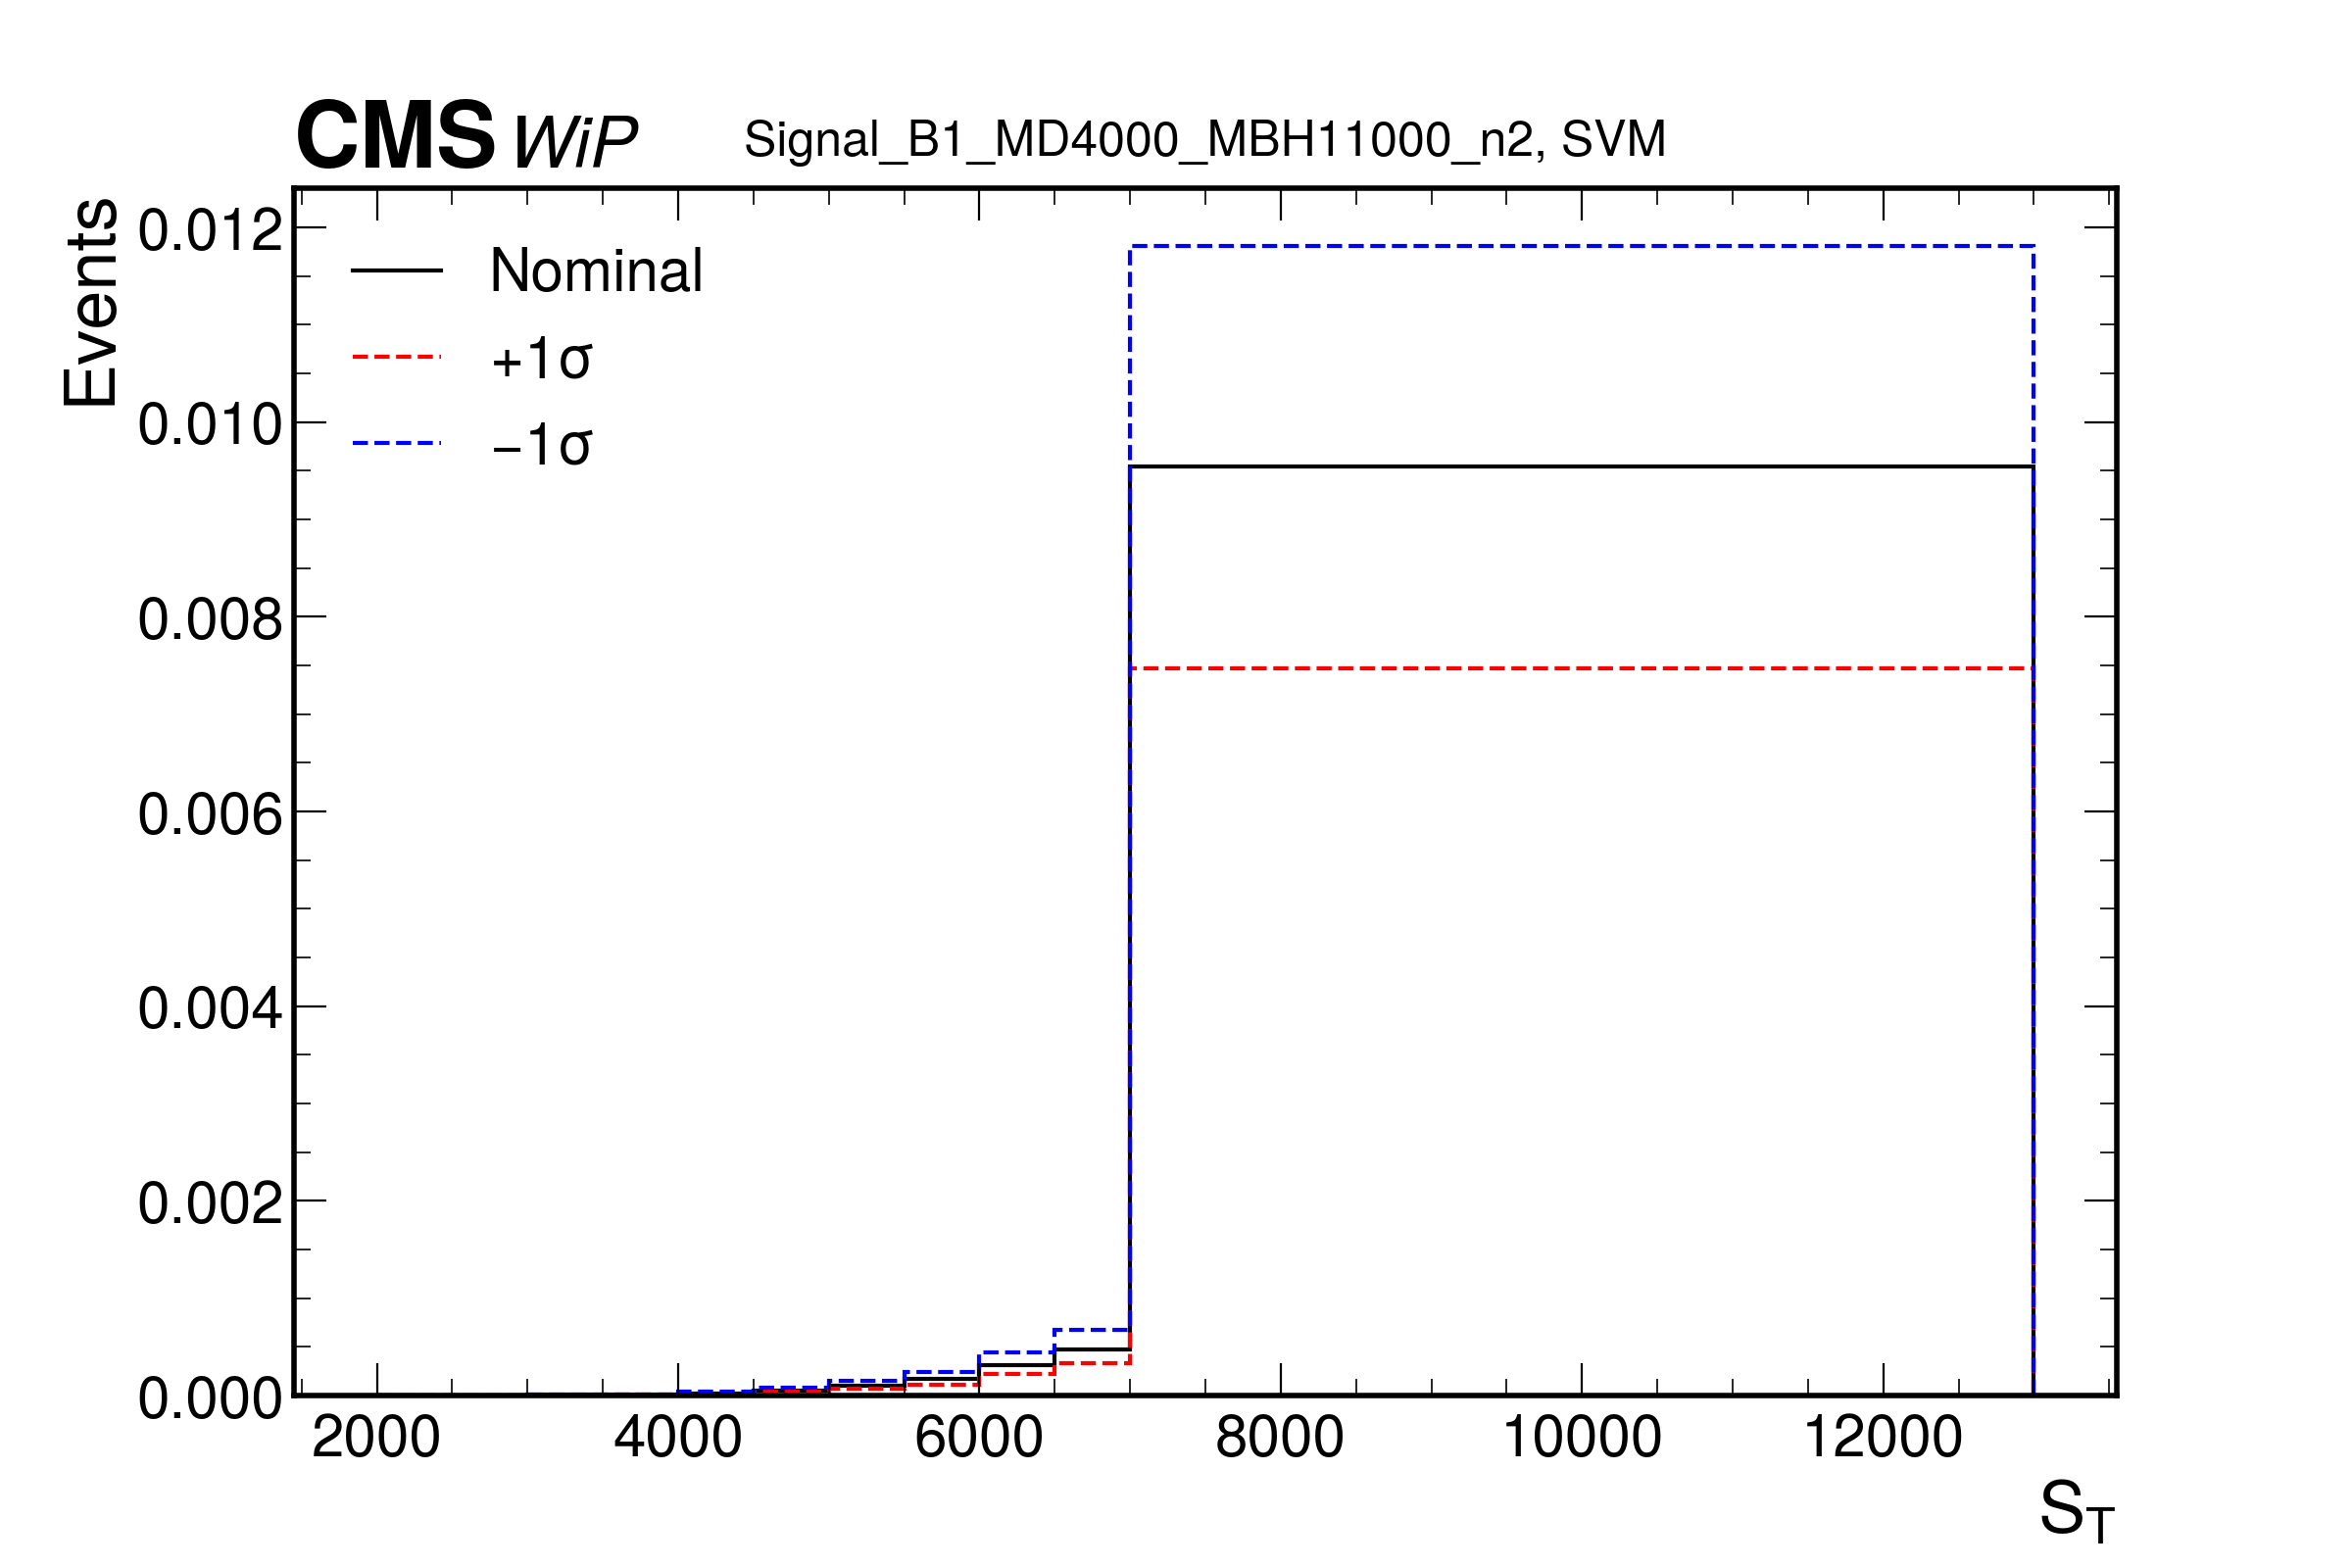 CMS WiP Signal_B1_MD4000_MBH11000_n2, SVM
Events
0.012
0.010
0.008
0.006
0.004
0.002
0.000
Nominal
+1σ
−1σ
2000 4000 6000 8000 10000 12000
S_T